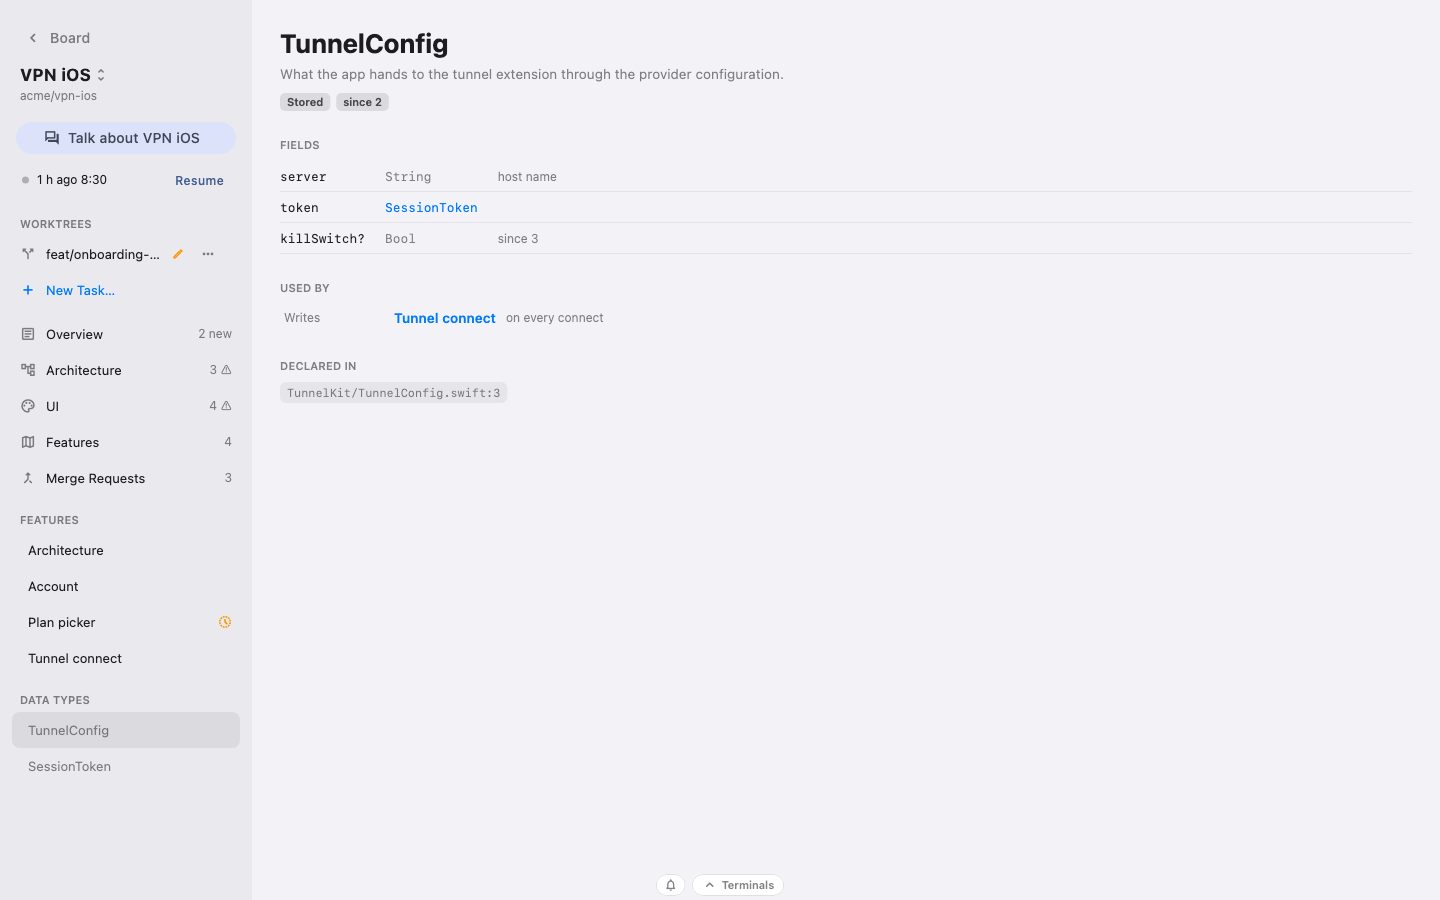 Board
VPN iOS
acme/vpn-ios
Talk about VPN iOS
1 h ago 8:30 Resume
WORKTREES
feat/onboarding-...
New Task...
Overview 2 new
Architecture 3
UI 4
Features 4
Merge Requests 3
FEATURES
Architecture
Account
Plan picker
Tunnel connect
DATA TYPES
TunnelConfig
SessionToken
TunnelConfig
What the app hands to the tunnel extension through the provider configuration.
Stored since 2
FIELDS
server String host name
token SessionToken
killSwitch? Bool since 3
USED BY
Writes Tunnel connect on every connect
DECLARED IN
TunnelKit/TunnelConfig.swift:3
Terminals